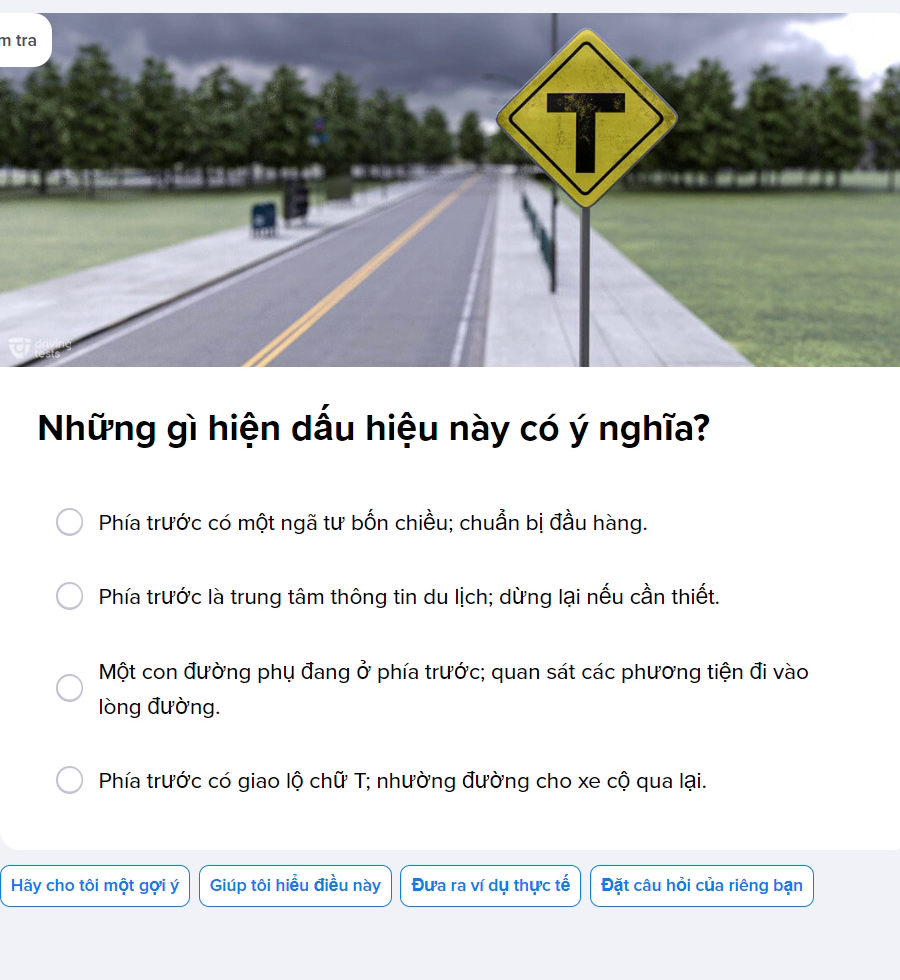 m tra
driving
tests
Những gì hiện dấu hiệu này có ý nghĩa?
Phía trước có một ngã tư bốn chiều; chuẩn bị đầu hàng.
Phía trước là trung tâm thông tin du lịch; dừng lại nếu cần thiết.
Một con đường phụ đang ở phía trước; quan sát các phương tiện đi vào
lòng đường.
Phía trước có giao lộ chữ T; nhường đường cho xe cộ qua lại.
Hãy cho tôi một gợi ý
Giúp tôi hiểu điều này
Đưa ra ví dụ thực tế
Đặt câu hỏi của riêng bạn